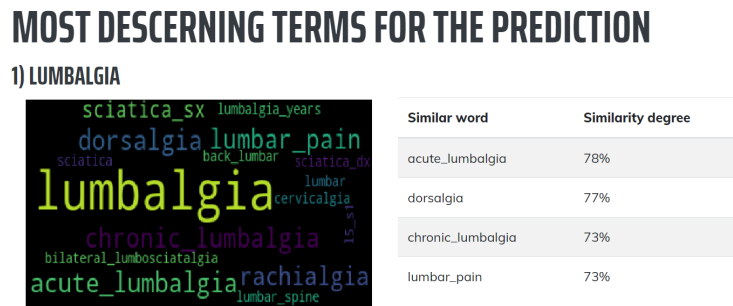 MOST DESCERNING TERMS FOR THE PREDICTION
1) LUMBALGIA
sciatica_sx lumbalgia_years
dorsalgia lumbar_pain
sciatica back_lumbar sciatica_dx
lumbalgia lumbar
cervicalgia
chronic_lumbalgia l5_s1
bilateral_lumbosciatalgia
acute_lumbalgia rachialgia
lumbar_spine
Similar word Similarity degree
acute_lumbalgia 78%
dorsalgia 77%
chronic_lumbalgia 73%
lumbar_pain 73%